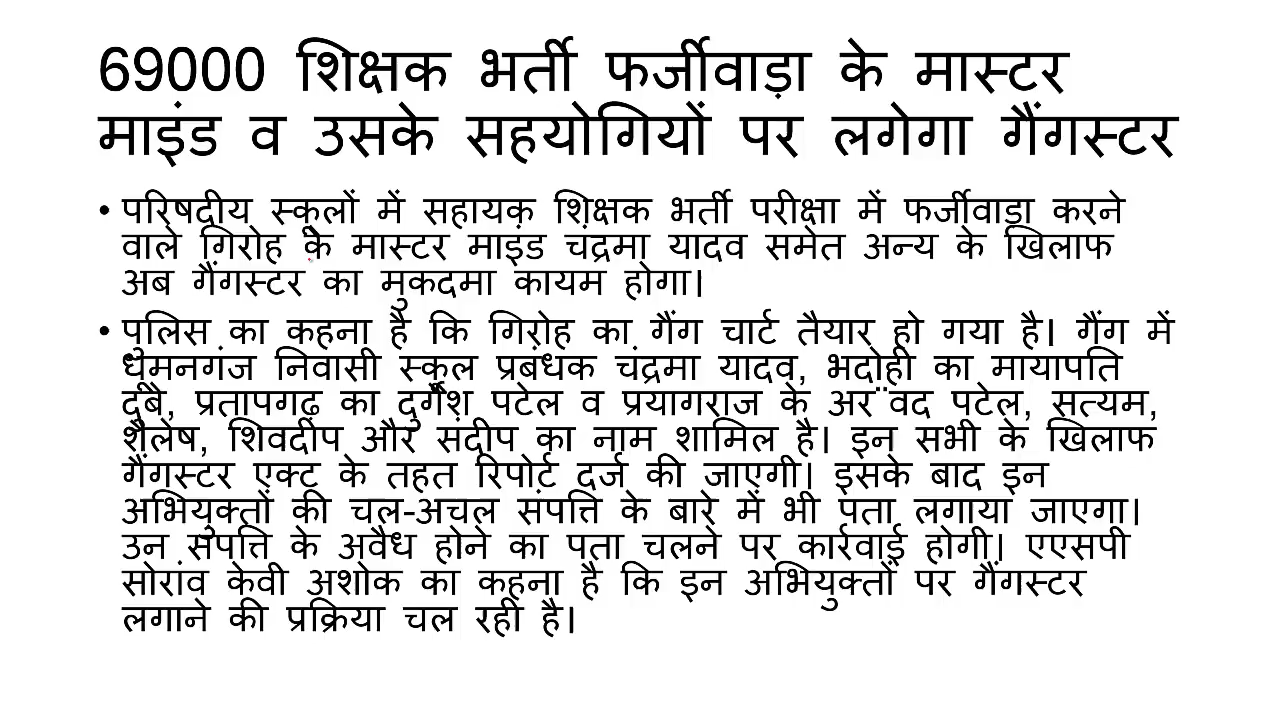 69000 शिक्षक भर्ती फर्जीवाड़ा के मास्टर
माइंड व उसके सहयोगियों पर लगेगा गैंगस्टर
• परिषदीय स्कूलों में सहायक शिक्षक भर्ती परीक्षा में फर्जीवाड़ा करने
वाले गिरोह के मास्टर माइंड चंद्रमा यादव समेत अन्य के खिलाफ
अब गैंगस्टर का मुकदमा कायम होगा।
• पुलिस का कहना है कि गिरोह का गैंग चार्ट तैयार हो गया है। गैंग में
धूमनगंज निवासी स्कूल प्रबंधक चंद्रमा यादव, भदोही का मायापति
दुबे, प्रतापगढ़ का दुर्गेश पटेल व प्रयागराज के पटेल, सत्यम,
शैलेष, शिवदीप और संदीप का नाम शामिल है। इन सभी के खिलाफ
गैंगस्टर एक्ट के तहत रिपोर्ट दर्ज की जाएगी। इसके बाद इन
अभियुक्तों की चल-अचल संपत्ति के बारे में भी पता लगाया जाएगा।
उन संपत्ति के अवैध होने का पता चलने पर कार्रवाई होगी। एएसपी
सोरांव केवी अशोक का कहना है कि इन अभियुक्तों पर गैंगस्टर
लगाने की प्रक्रिया चल रही है।